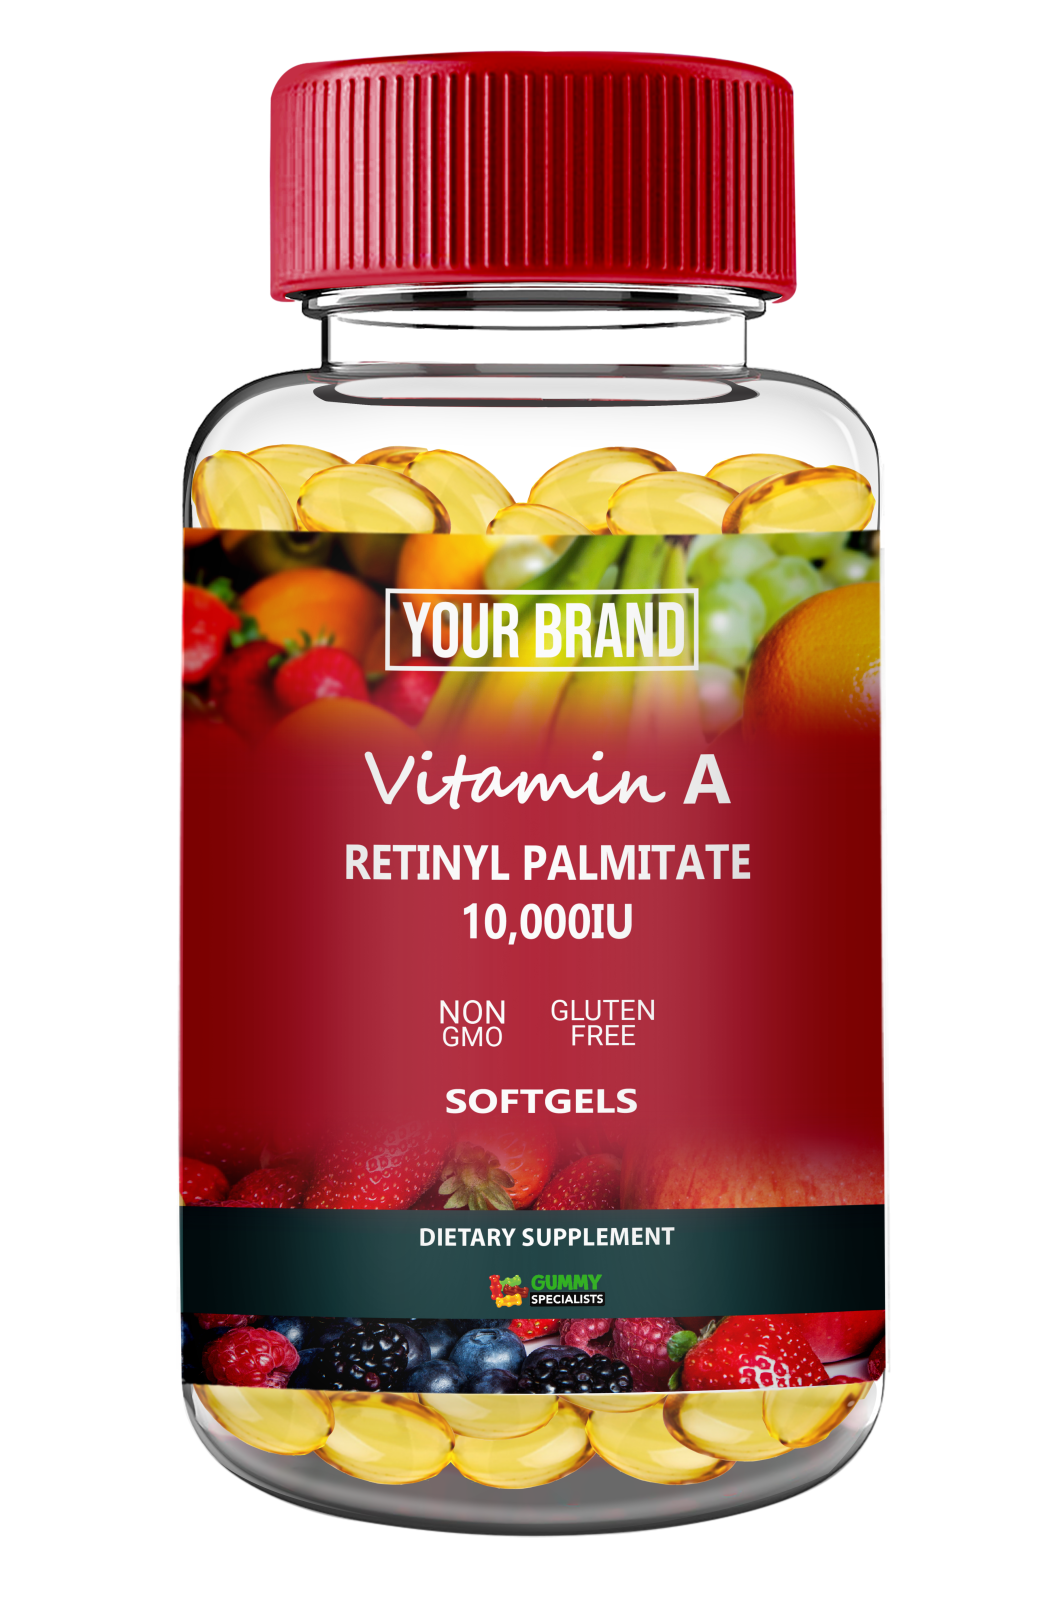 YOUR BRAND
Vitamin A
RETINYL PALMITATE
10,000IU
NON
GMO
GLUTEN
FREE
SOFTGELS
DIETARY SUPPLEMENT
GUMMY
SPECIALISTS